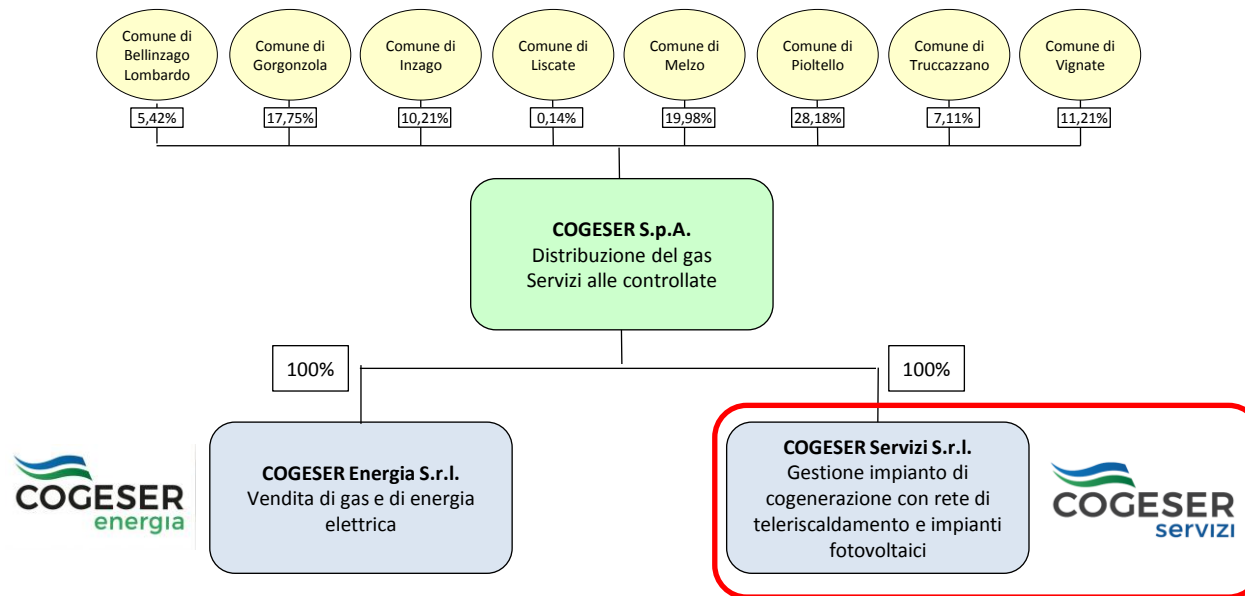 Comune di
Bellinzago
Lombardo
Comune di
Gorgonzola
Comune di
Inzago
Comune di
Liscate
Comune di
Melzo
Comune di
Pioltello
Comune di
Truccazzano
Comune di
Vignate
5,42%
17,75%
10,21%
0,14%
19,98%
28,18%
7,11%
11,21%
COGESER S.p.A.
Distribuzione del gas
Servizi alle controllate
100%
100%
COGESER
energia
COGESER Energia S.r.l.
Vendita di gas e di energia
elettrica
COGESER Servizi S.r.l.
Gestione impianto di
cogenerazione con rete di
teleriscaldamento e impianti
fotovoltaici
COGESER
servizi